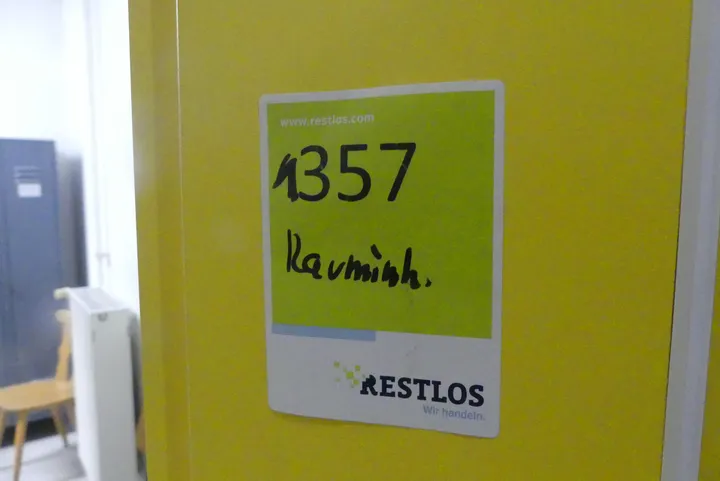 www.restlos.com
1357
Rauminh.
RESTLOS
Wir handeln.